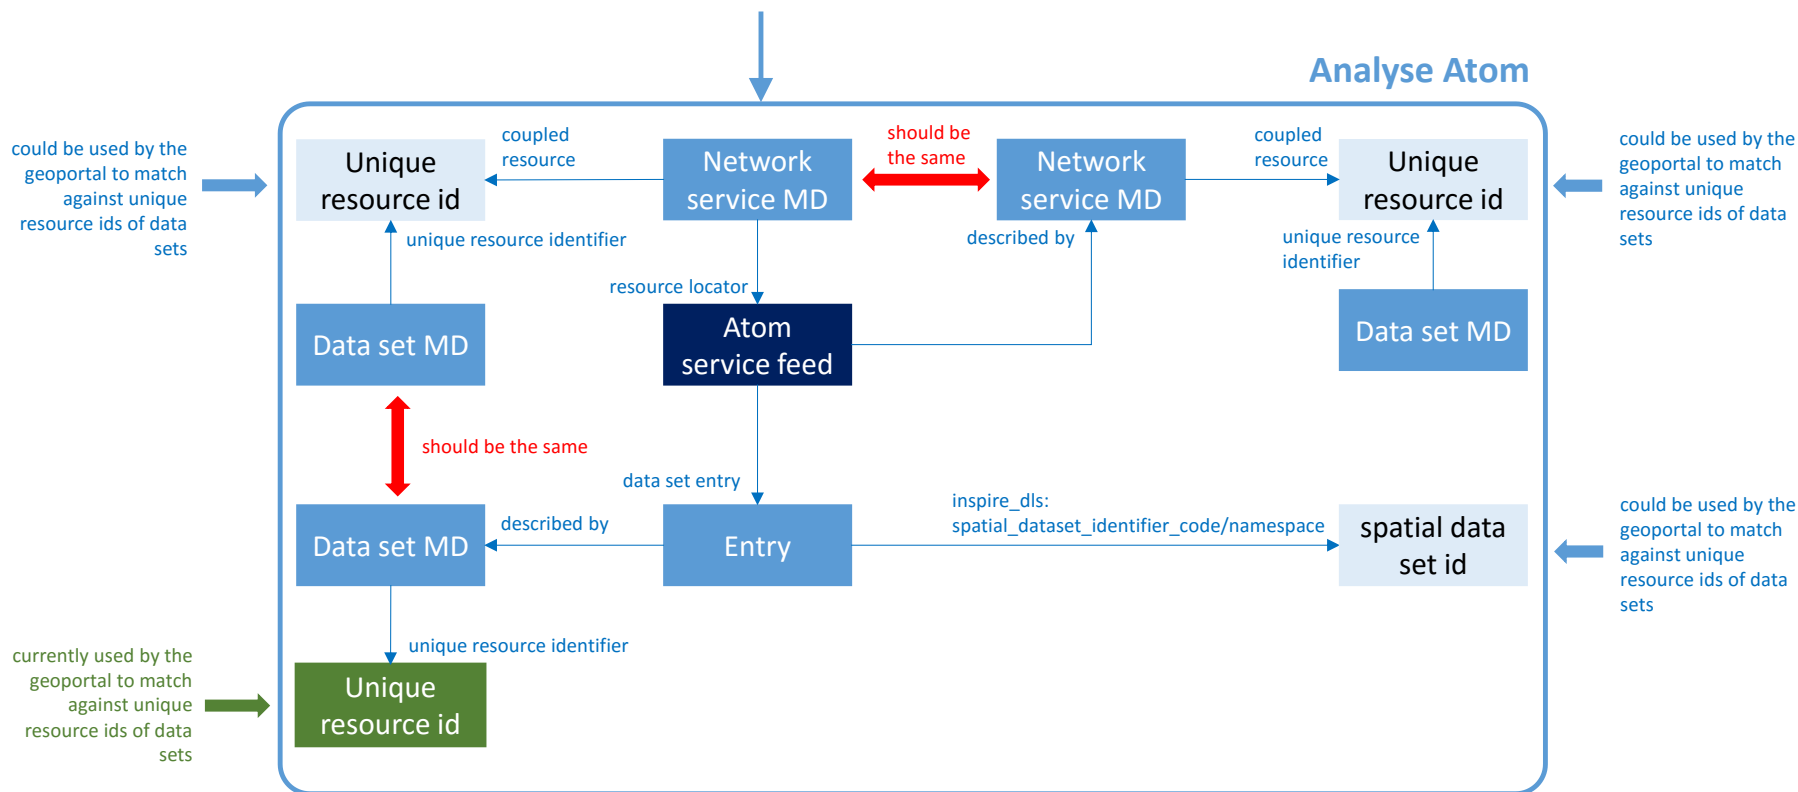 Analyse Atom
could be used by the
geoportal to match
against unique
resource ids of data
sets
Unique
resource id
coupled
resource
Network
service MD
should be
the same
Network
service MD
coupled
resource
Unique
resource id
could be used by the
geoportal to match
against unique
resource ids of data
sets
unique resource identifier
described by
unique resource
identifier
resource locator
Data set MD
Atom
service feed
Data set MD
should be the same
data set entry
Data set MD
described by
Entry
inspire_dls:
spatial_dataset_identifier_code/namespace
spatial data
set id
could be used by the
geoportal to match
against unique
resource ids of data
sets
unique resource identifier
currently used by the
geoportal to match
against unique
resource ids of data
sets
Unique
resource id